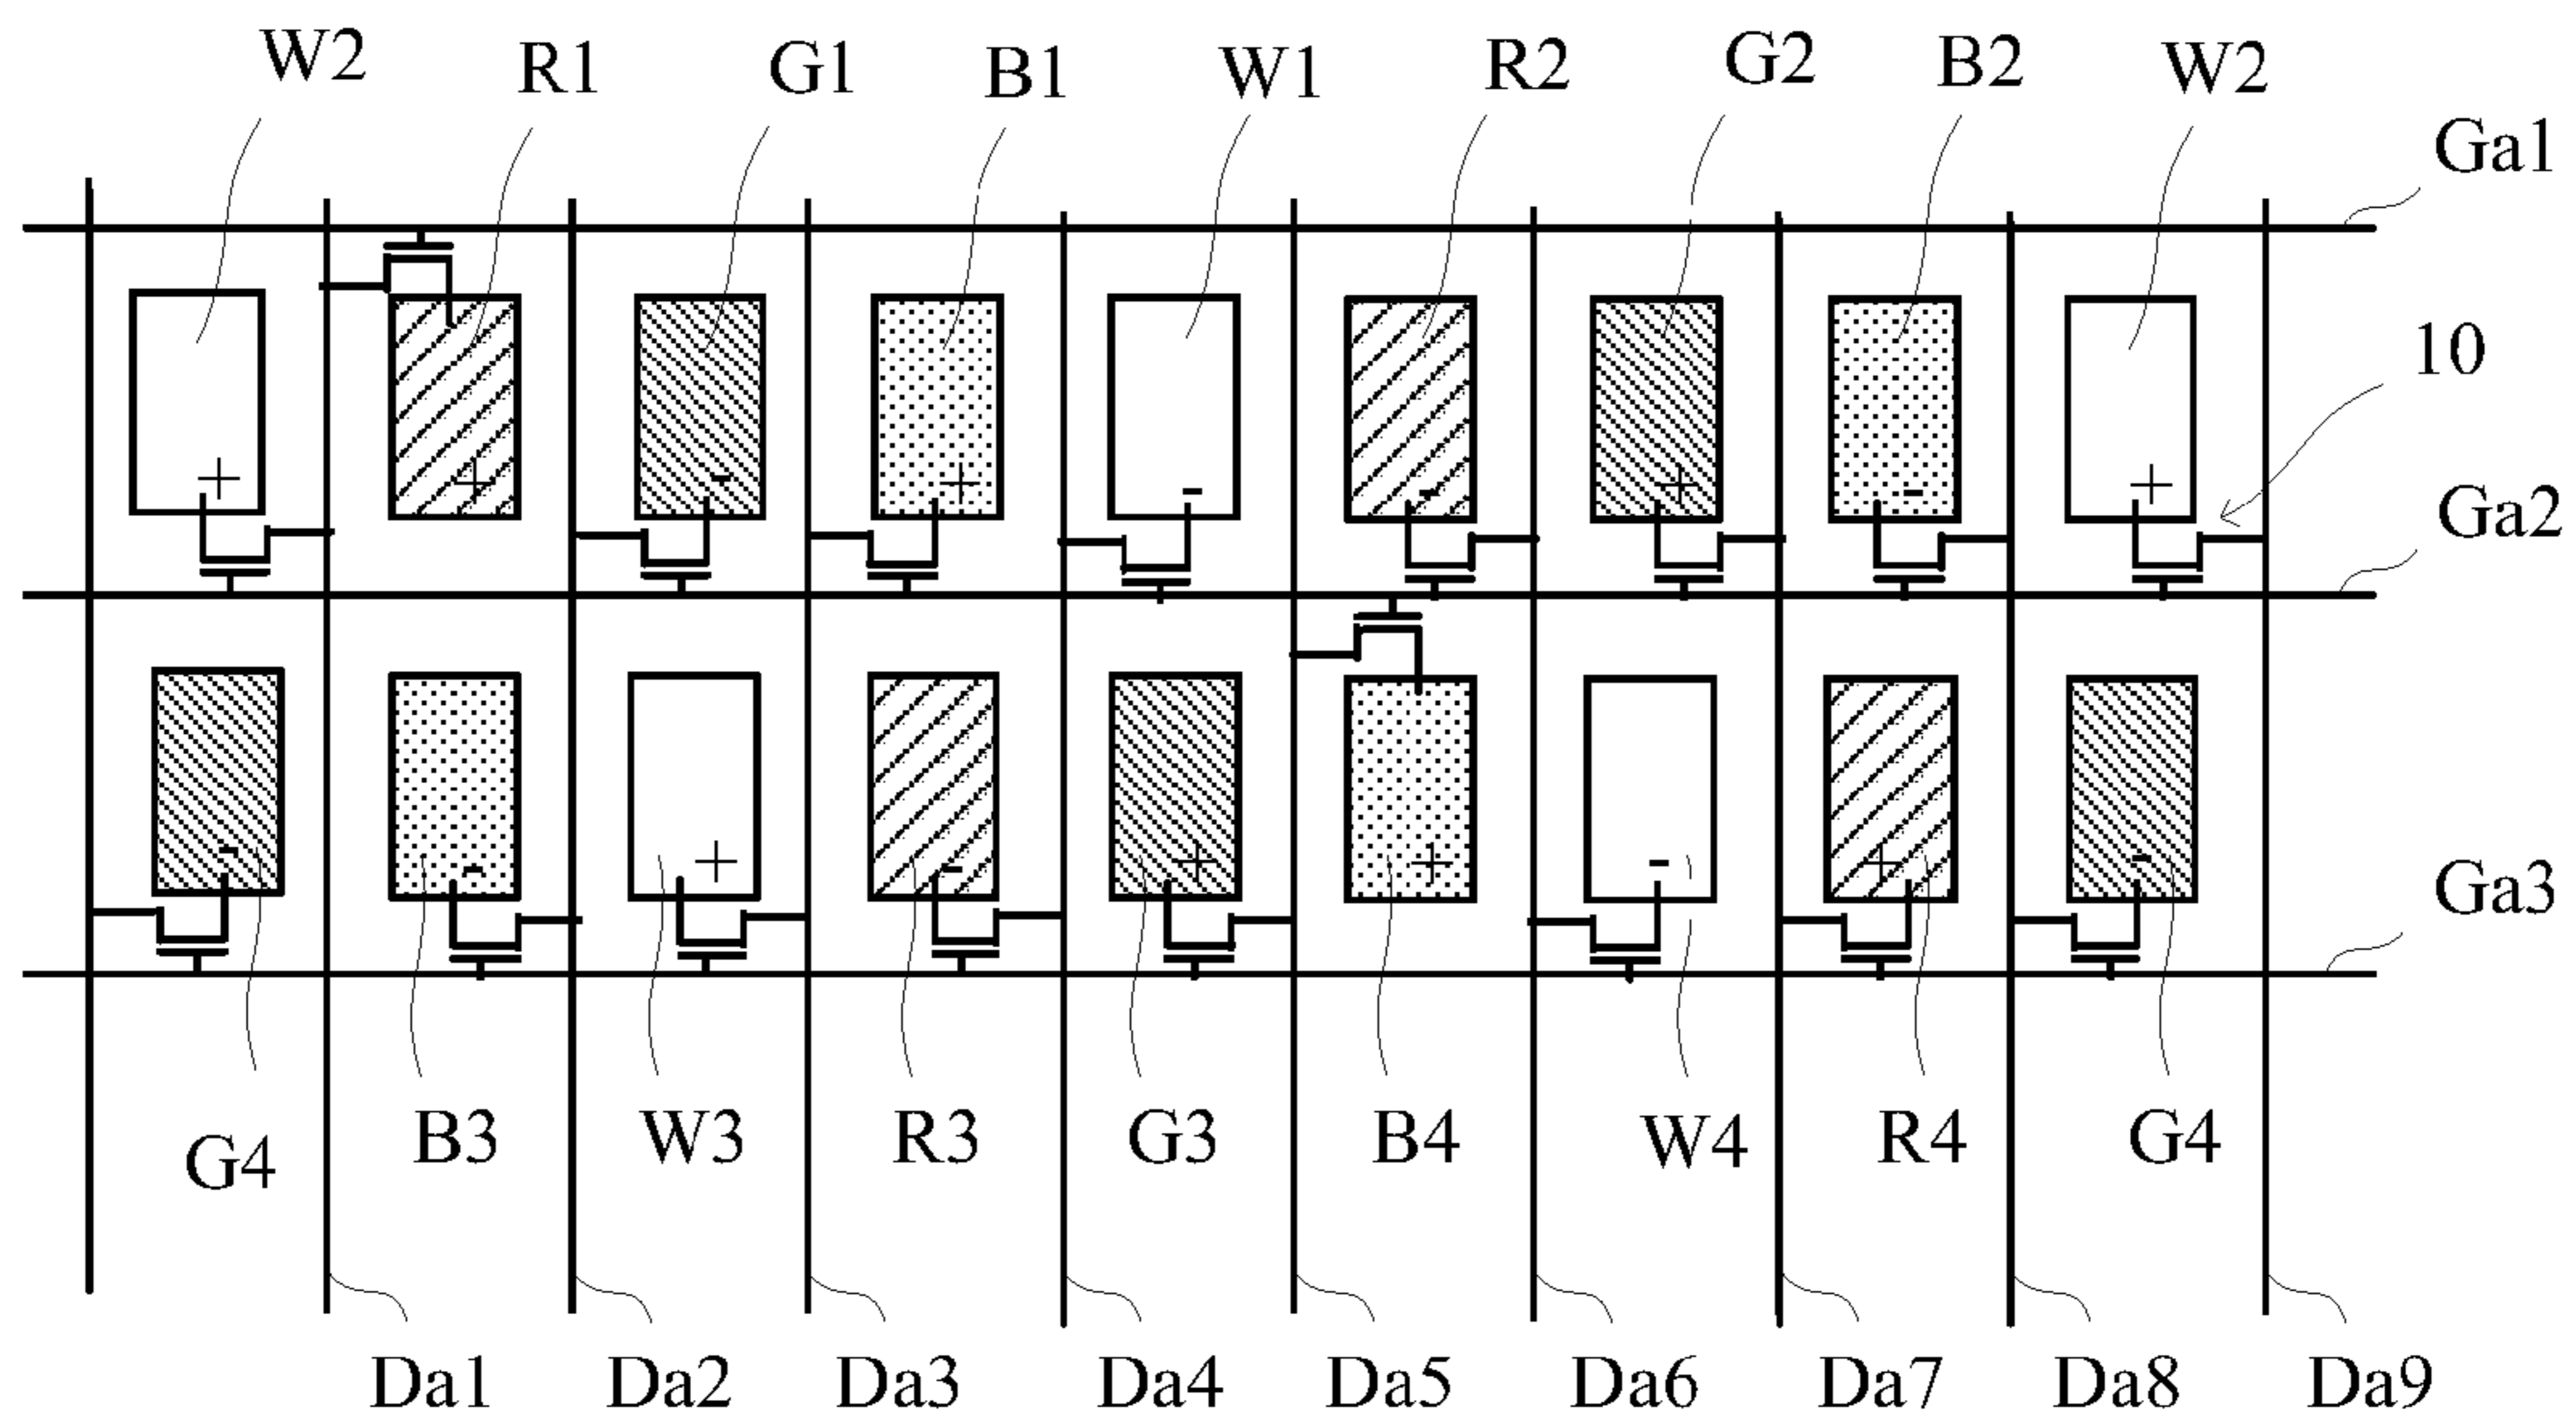 W2 R1 G1 B1 W1 R2 G2 B2 W2
Ga1
10
+ + - + - - + - +
Ga2
- - + - + + - + -
Ga3
G4 B3 W3 R3 G3 B4 W4 R4 G4
Da1 Da2 Da3 Da4 Da5 Da6 Da7 Da8 Da9